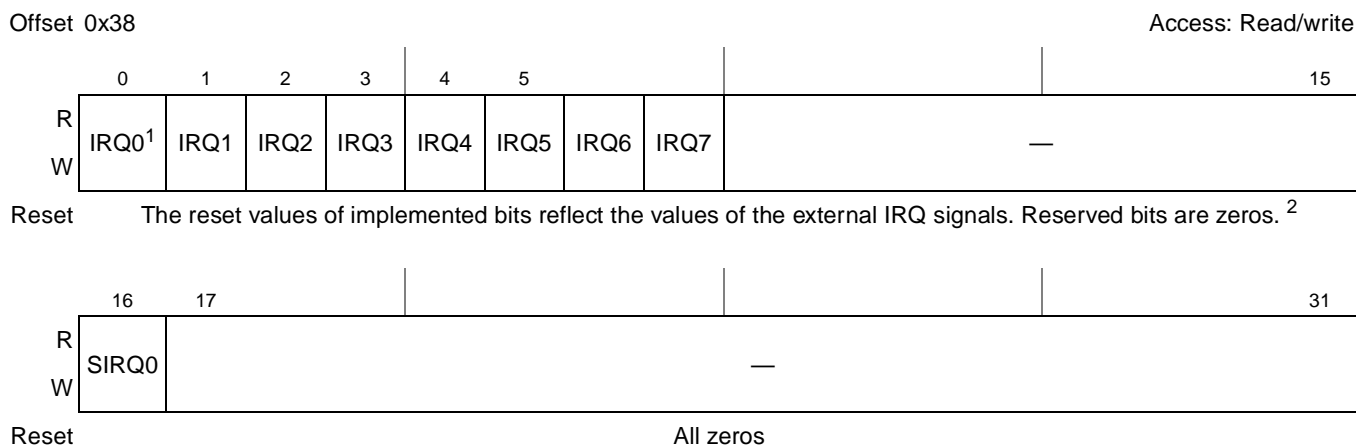 Offset 0x38 Access: Read/write
0 1 2 3 4 5 15
R
IRQ0¹ IRQ1 IRQ2 IRQ3 IRQ4 IRQ5 IRQ6 IRQ7 —
W
Reset The reset values of implemented bits reflect the values of the external IRQ signals. Reserved bits are zeros. ²
16 17 31
R
SIRQ0 —
W
Reset All zeros